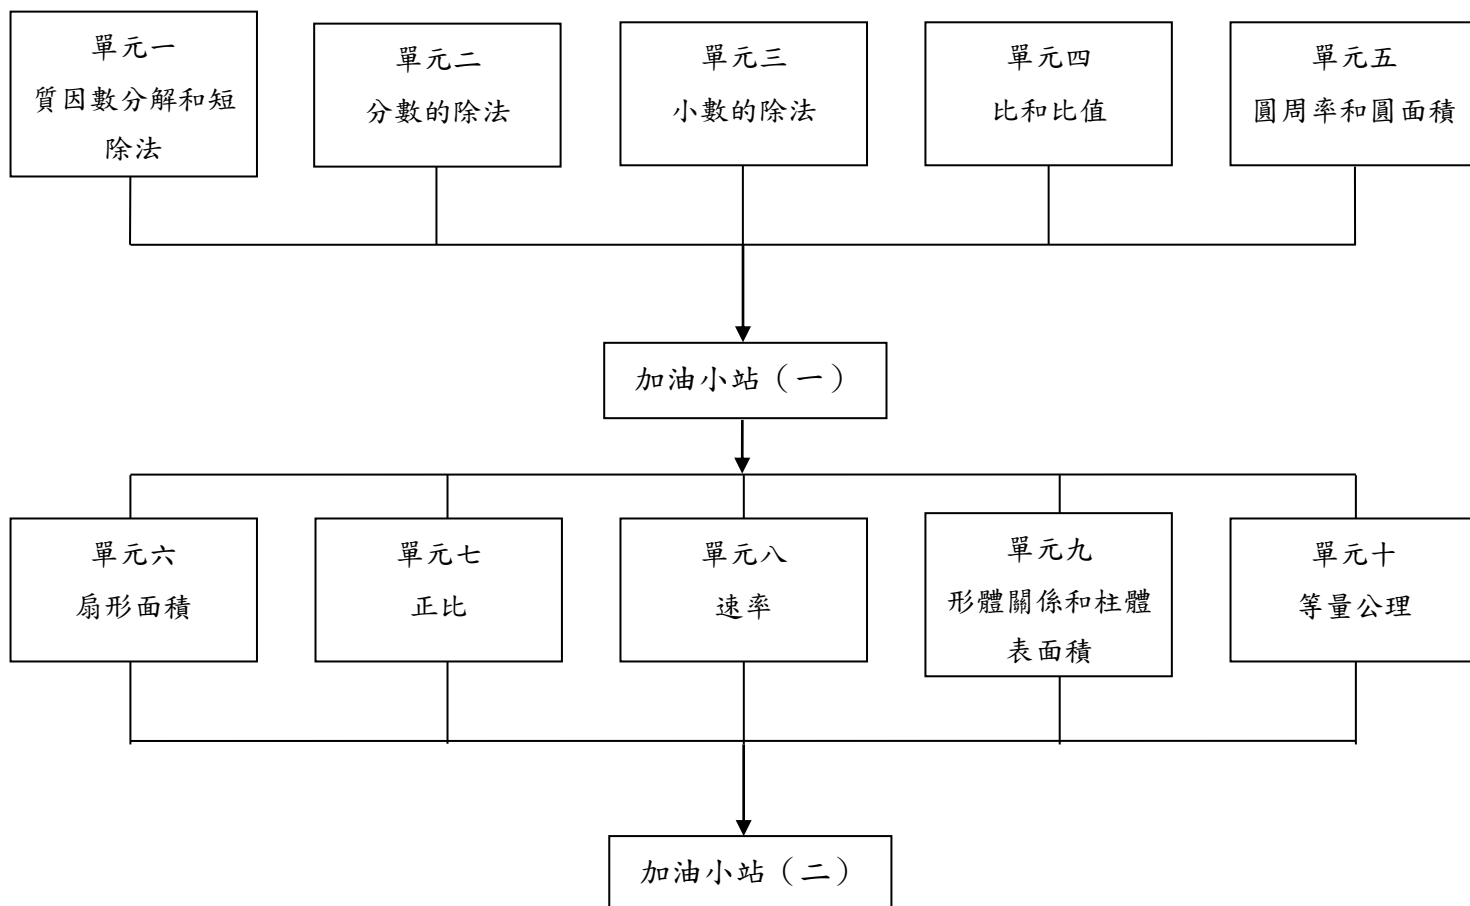 單元一
質因數分解和短
除法
單元二
分數的除法
單元三
小數的除法
單元四
比和比值
單元五
圓周率和圓面積
加油小站（一）
單元六
扇形面積
單元七
正比
單元八
速率
單元九
形體關係和柱體
表面積
單元十
等量公理
加油小站（二）